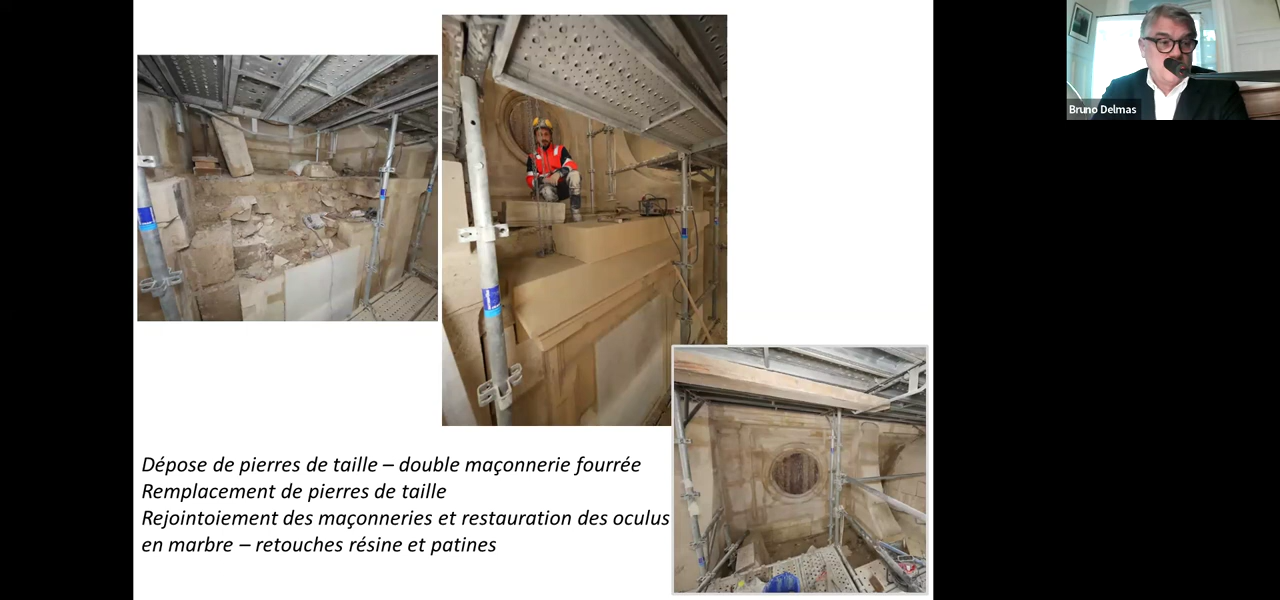 Bruno Delmas
Dépose de pierres de taille – double maçonnerie fourrée
Remplacement de pierres de taille
Rejointoiement des maçonneries et restauration des oculus
en marbre – retouches résine et patines